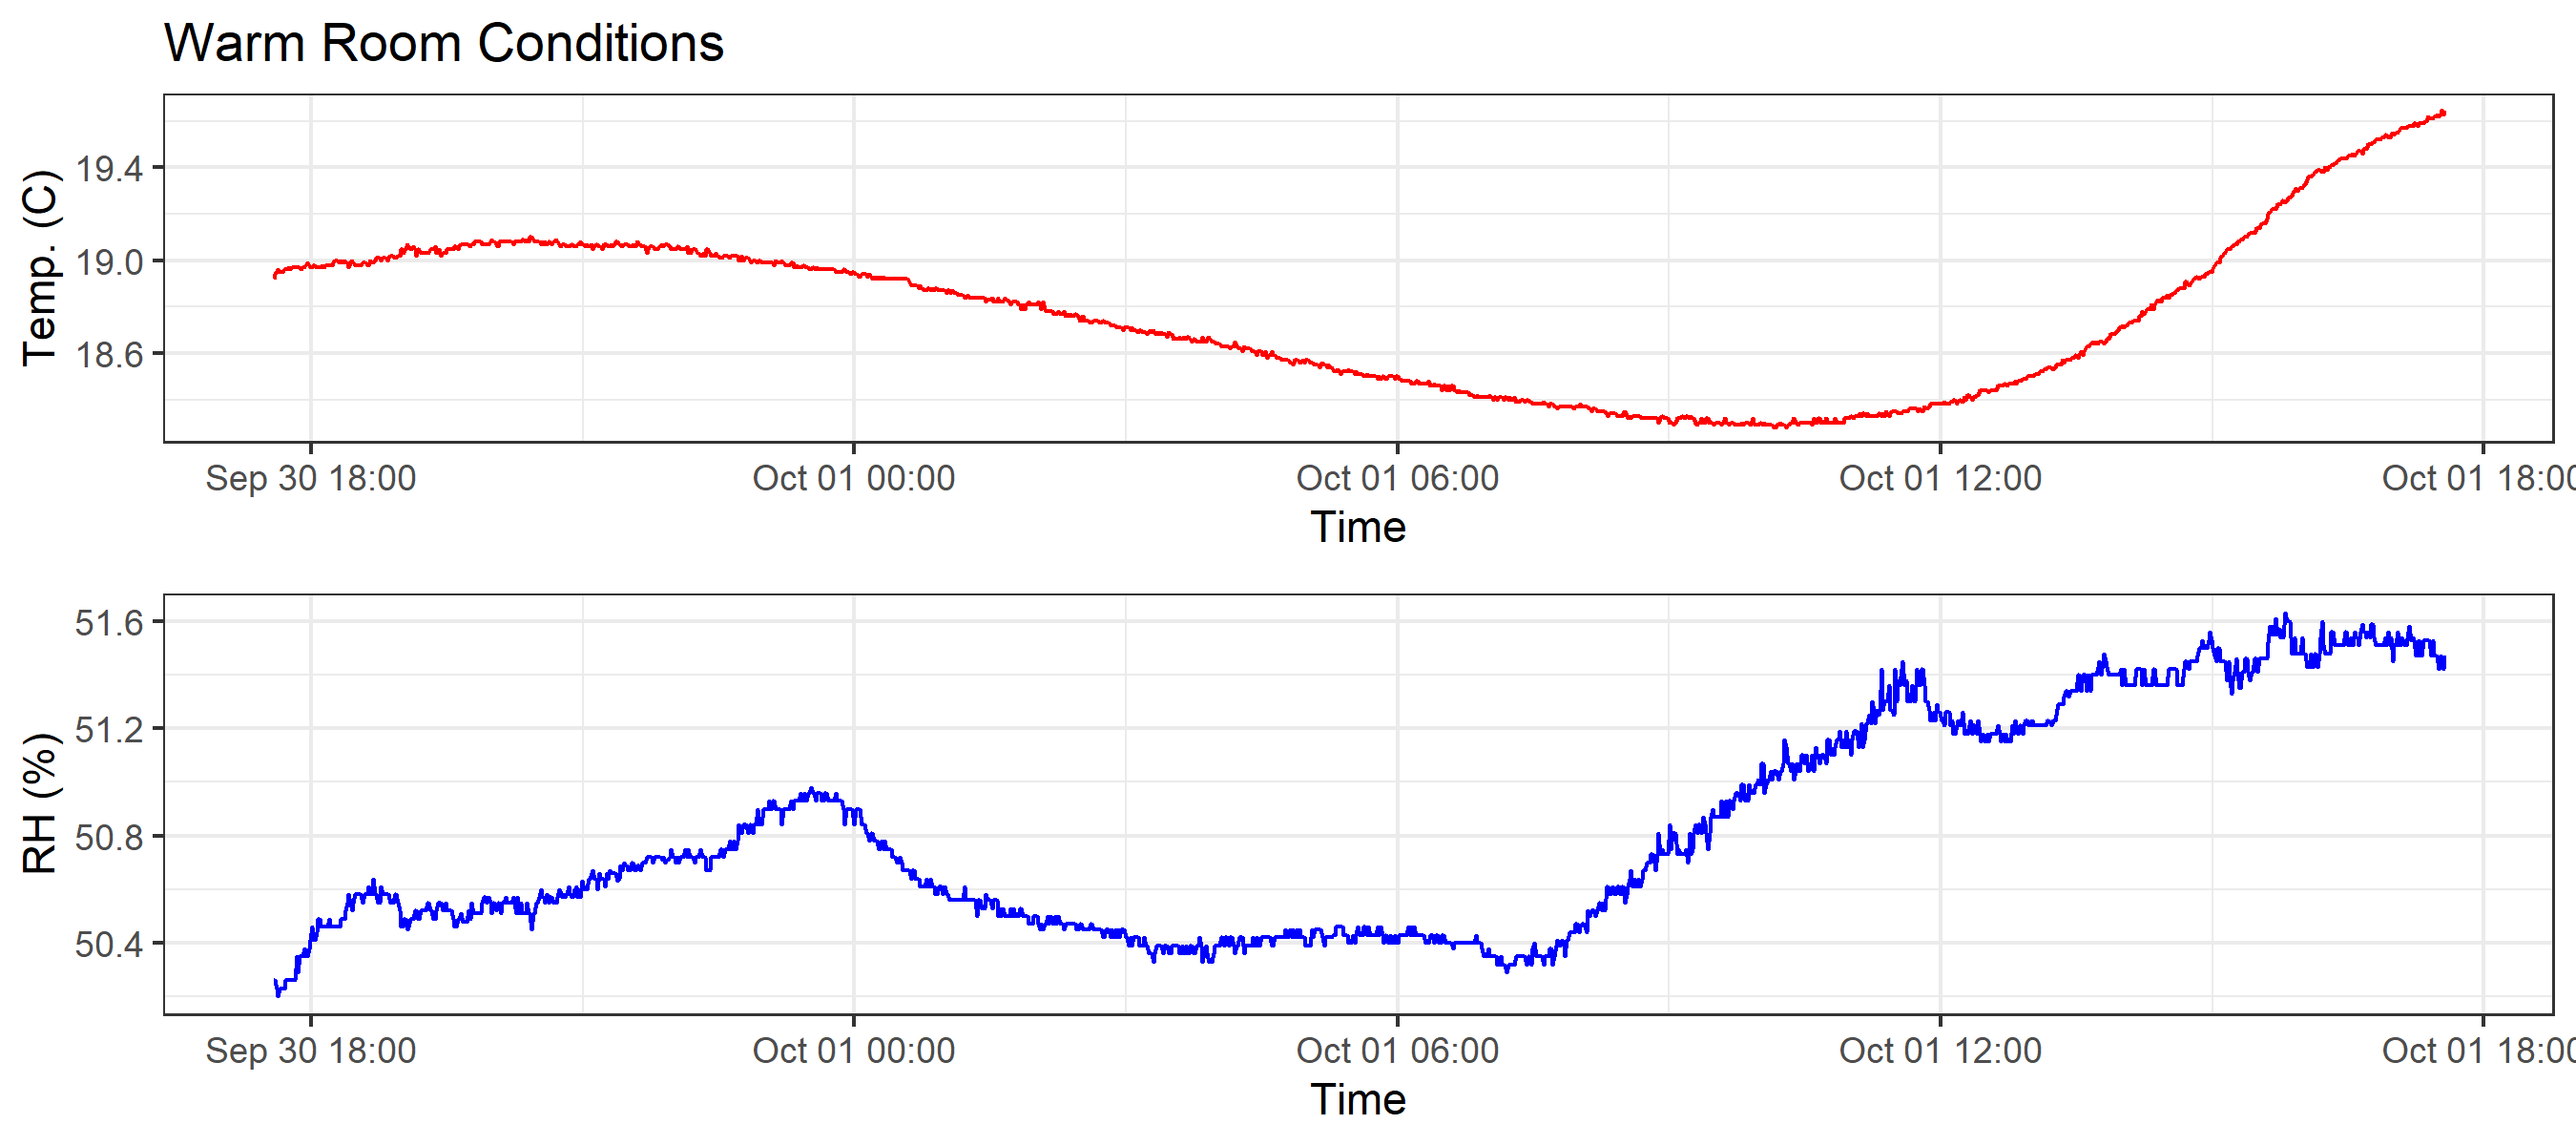 Warm Room Conditions
Temp. (C)
19.4
19.0
18.6
Sep 30 18:00 Oct 01 00:00 Oct 01 06:00 Oct 01 12:00 Oct 01 18:00
Time
RH (%)
51.6
51.2
50.8
50.4
Sep 30 18:00 Oct 01 00:00 Oct 01 06:00 Oct 01 12:00 Oct 01 18:00
Time